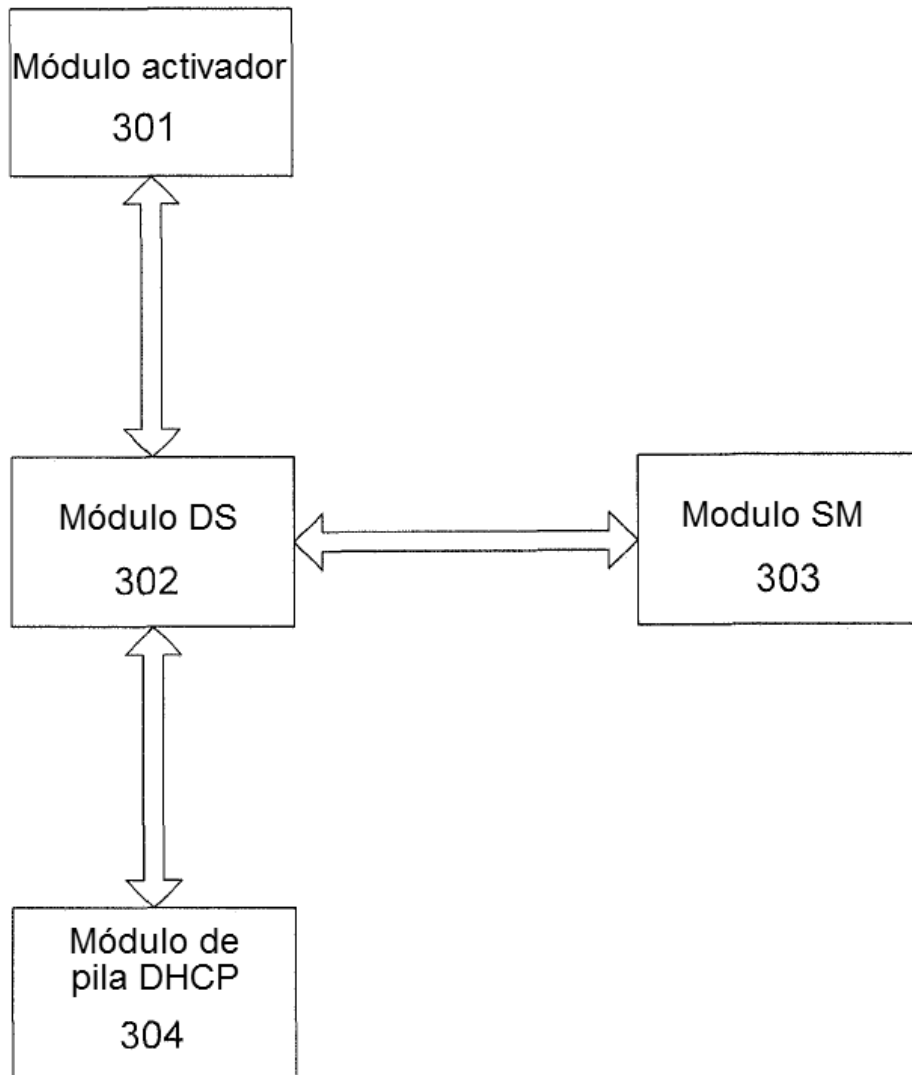 Módulo activador
301
Módulo DS
302
Modulo SM
303
Módulo de
pila DHCP
304